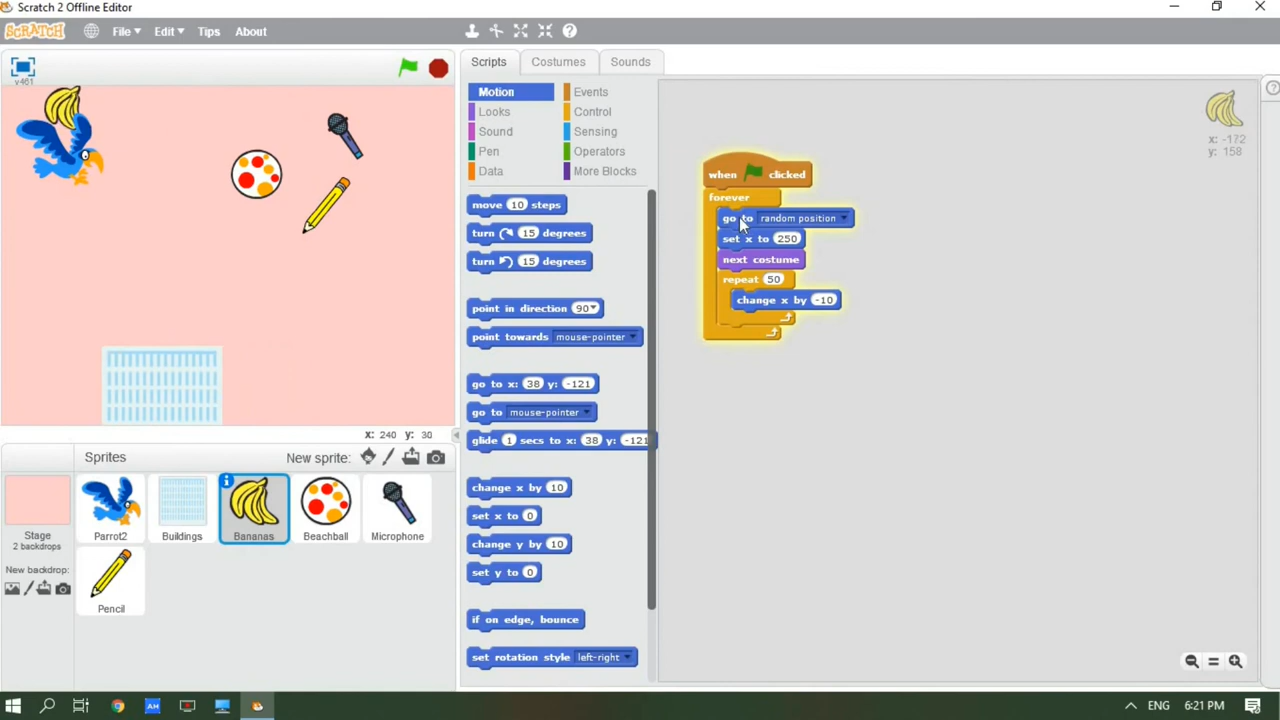 Scratch 2 Offline Editor
SCRATCH File Edit Tips About
v461
Scripts Costumes Sounds
Motion Events
Looks Control
Sound Sensing
Pen Operators
Data More Blocks
move 10 steps
turn 15 degrees
turn 15 degrees
point in direction 90
point towards mouse-pointer
go to x: 38 y: -121
go to mouse-pointer
glide 1 secs to x: 38 y: -121
change x by 10
set x to 0
change y by 10
set y to 0
if on edge, bounce
set rotation style left-right
when clicked
forever
go to random position
set x to 250
next costume
repeat 50
change x by -10
x: -172
y: 158
x: 240 y: 30
Sprites New sprite:
Stage
2 backdrops
New backdrop:
Parrot2
Buildings
Bananas
Beachball
Microphone
Pencil
AM
ENG 6:21 PM